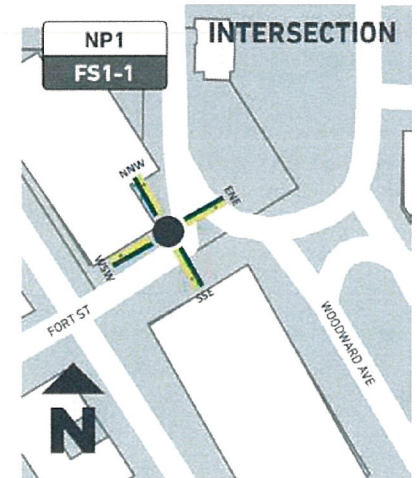 NP1
INTERSECTION
FS1-1
NNW
ENE
WSW
SSE
FORT ST
WOODWARD AVE
N